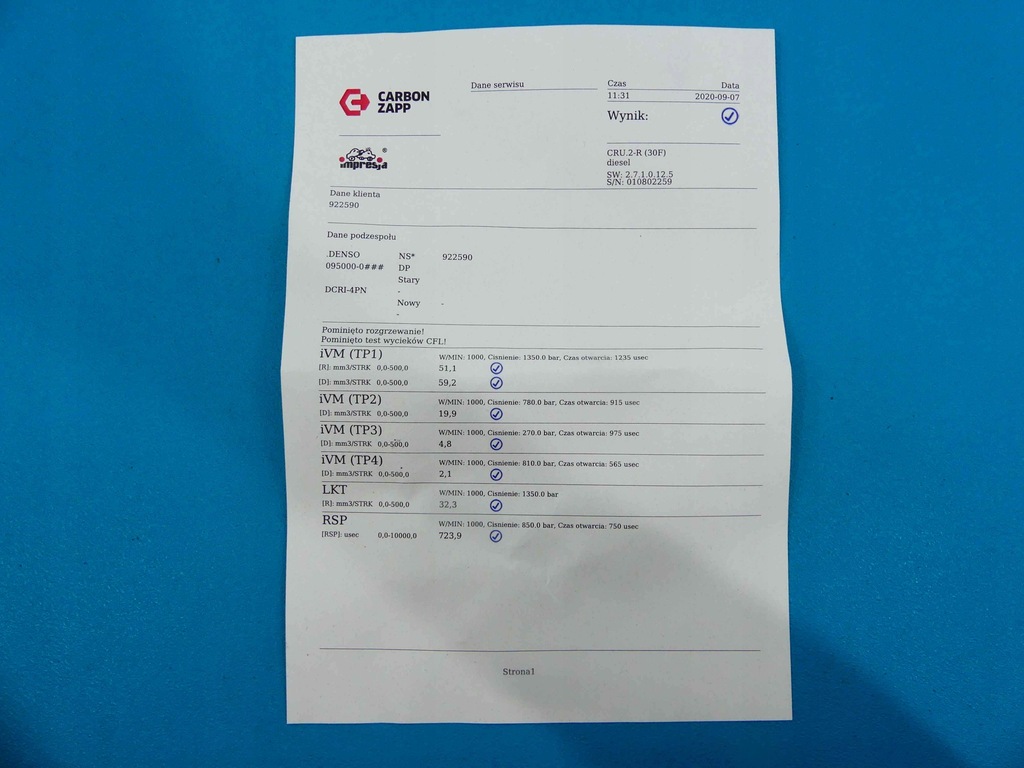 CARBON
ZAPP
Dane serwisu
Czas Data
11:31 2020-09-07
Wynik:
impresja ®
CRU.2-R (30F)
diesel
SW: 2.7.1.0.12.5
S/N: 010802259
Dane klienta
922590
Dane podzespołu
.DENSO NS* 922590
095000-0### DP
Stary
DCRI-4PN -
Nowy -
-
Pominięto rozgrzewanie!
Pominięto test wycieków CFL!
iVM (TP1) W/MIN: 1000, Cisnienie: 1350.0 bar, Czas otwarcia: 1235 usec
[R]: mm3/STRK 0,0-500,0 51,1
[D]: mm3/STRK 0,0-500,0 59,2
iVM (TP2) W/MIN: 1000, Cisnienie: 780.0 bar, Czas otwarcia: 915 usec
[D]: mm3/STRK 0,0-500,0 19,9
iVM (TP3) W/MIN: 1000, Cisnienie: 270.0 bar, Czas otwarcia: 975 usec
[D]: mm3/STRK 0,0-500,0 4,8
iVM (TP4) W/MIN: 1000, Cisnienie: 810.0 bar, Czas otwarcia: 565 usec
[D]: mm3/STRK 0,0-500,0 2,1
LKT W/MIN: 1000, Cisnienie: 1350.0 bar
[R]: mm3/STRK 0,0-500,0 32,3
RSP W/MIN: 1000, Cisnienie: 850.0 bar, Czas otwarcia: 750 usec
[RSP]: usec 0,0-10000,0 723,9
Strona1